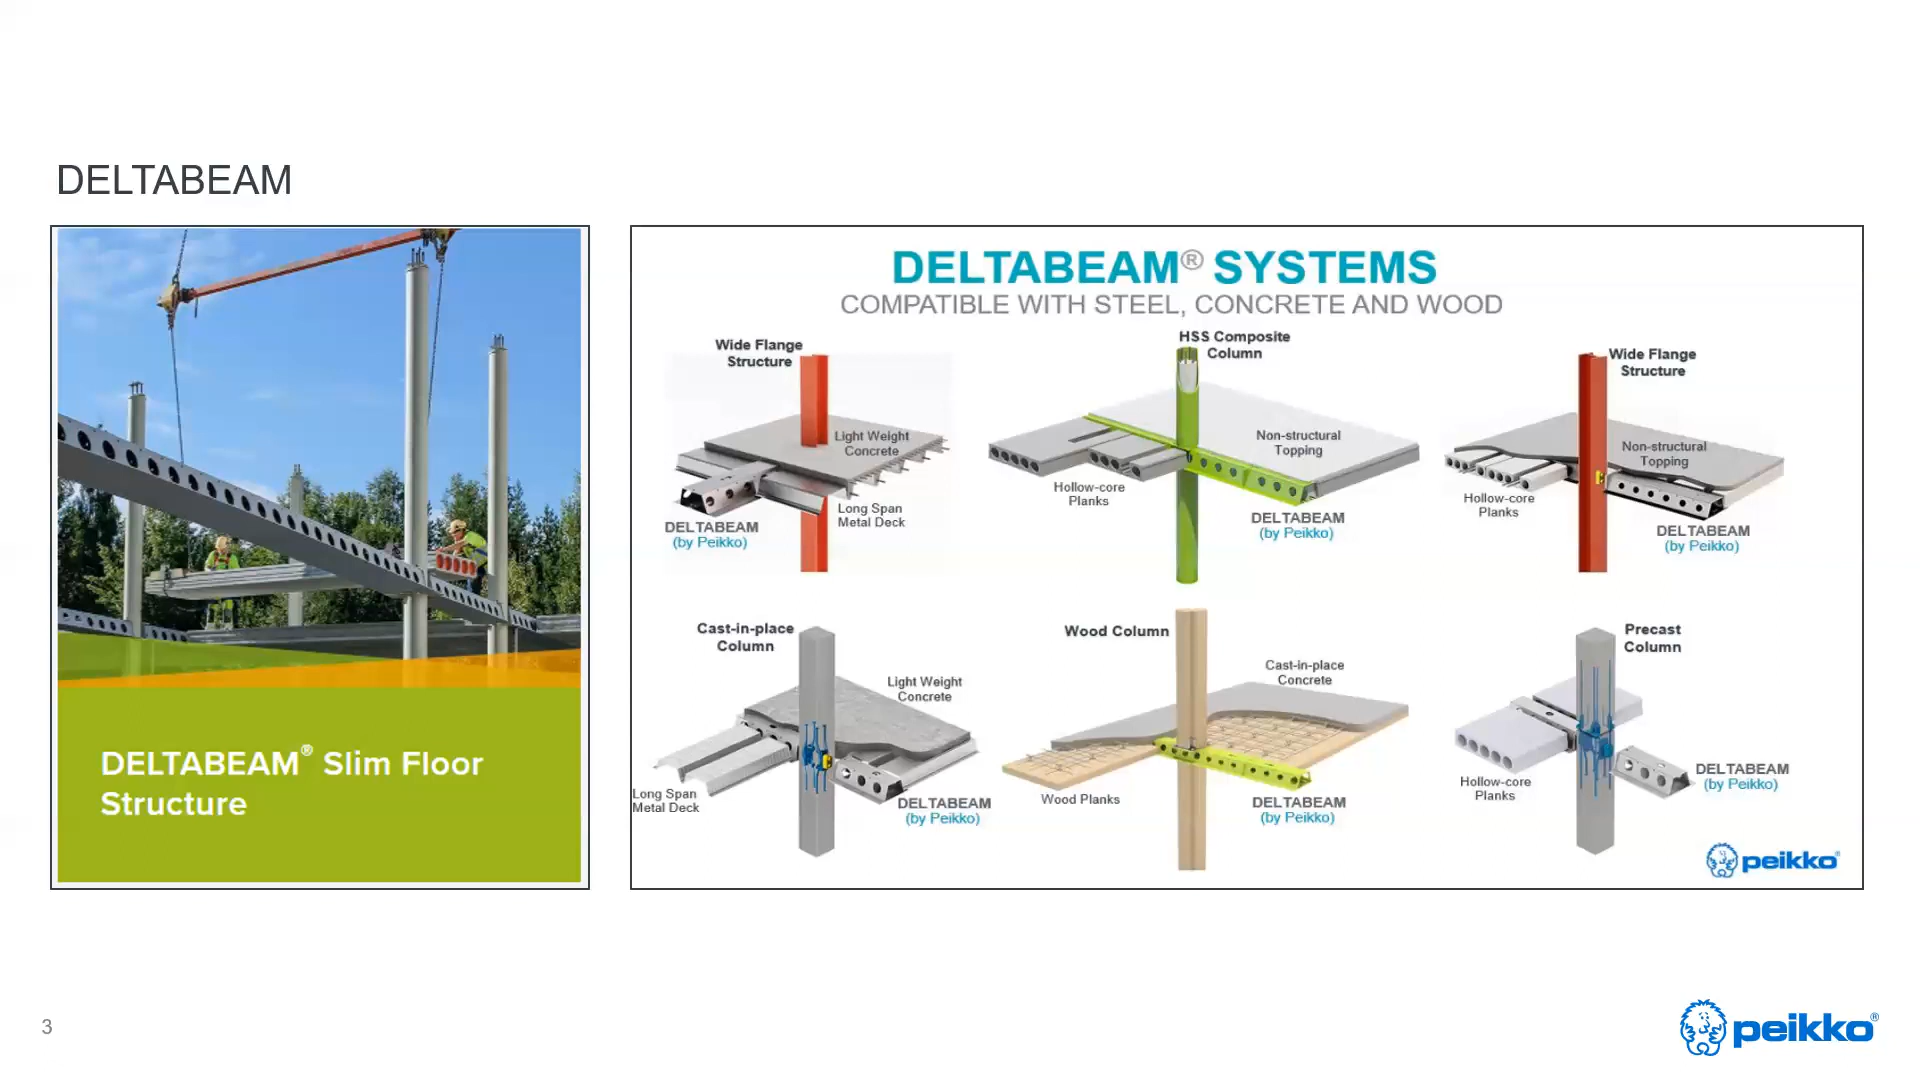 DELTABEAM
DELTABEAM® Slim Floor
Structure
DELTABEAM® SYSTEMS
COMPATIBLE WITH STEEL, CONCRETE AND WOOD
Wide Flange
Structure
Light Weight
Concrete
Long Span
Metal Deck
DELTABEAM
(by Peikko)
HSS Composite
Column
Non-structural
Topping
Hollow-core
Planks
DELTABEAM
(by Peikko)
Wide Flange
Structure
Non-structural
Topping
Hollow-core
Planks
DELTABEAM
(by Peikko)
Cast-in-place
Column
Light Weight
Concrete
Long Span
Metal Deck
DELTABEAM
(by Peikko)
Wood Column
Cast-in-place
Concrete
Wood Planks
DELTABEAM
(by Peikko)
Precast
Column
Hollow-core
Planks
DELTABEAM
(by Peikko)
peikko®
3
peikko®